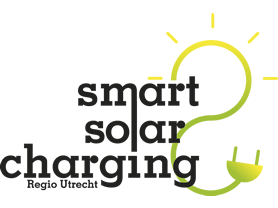 smart
solar
charging
Regio Utrecht